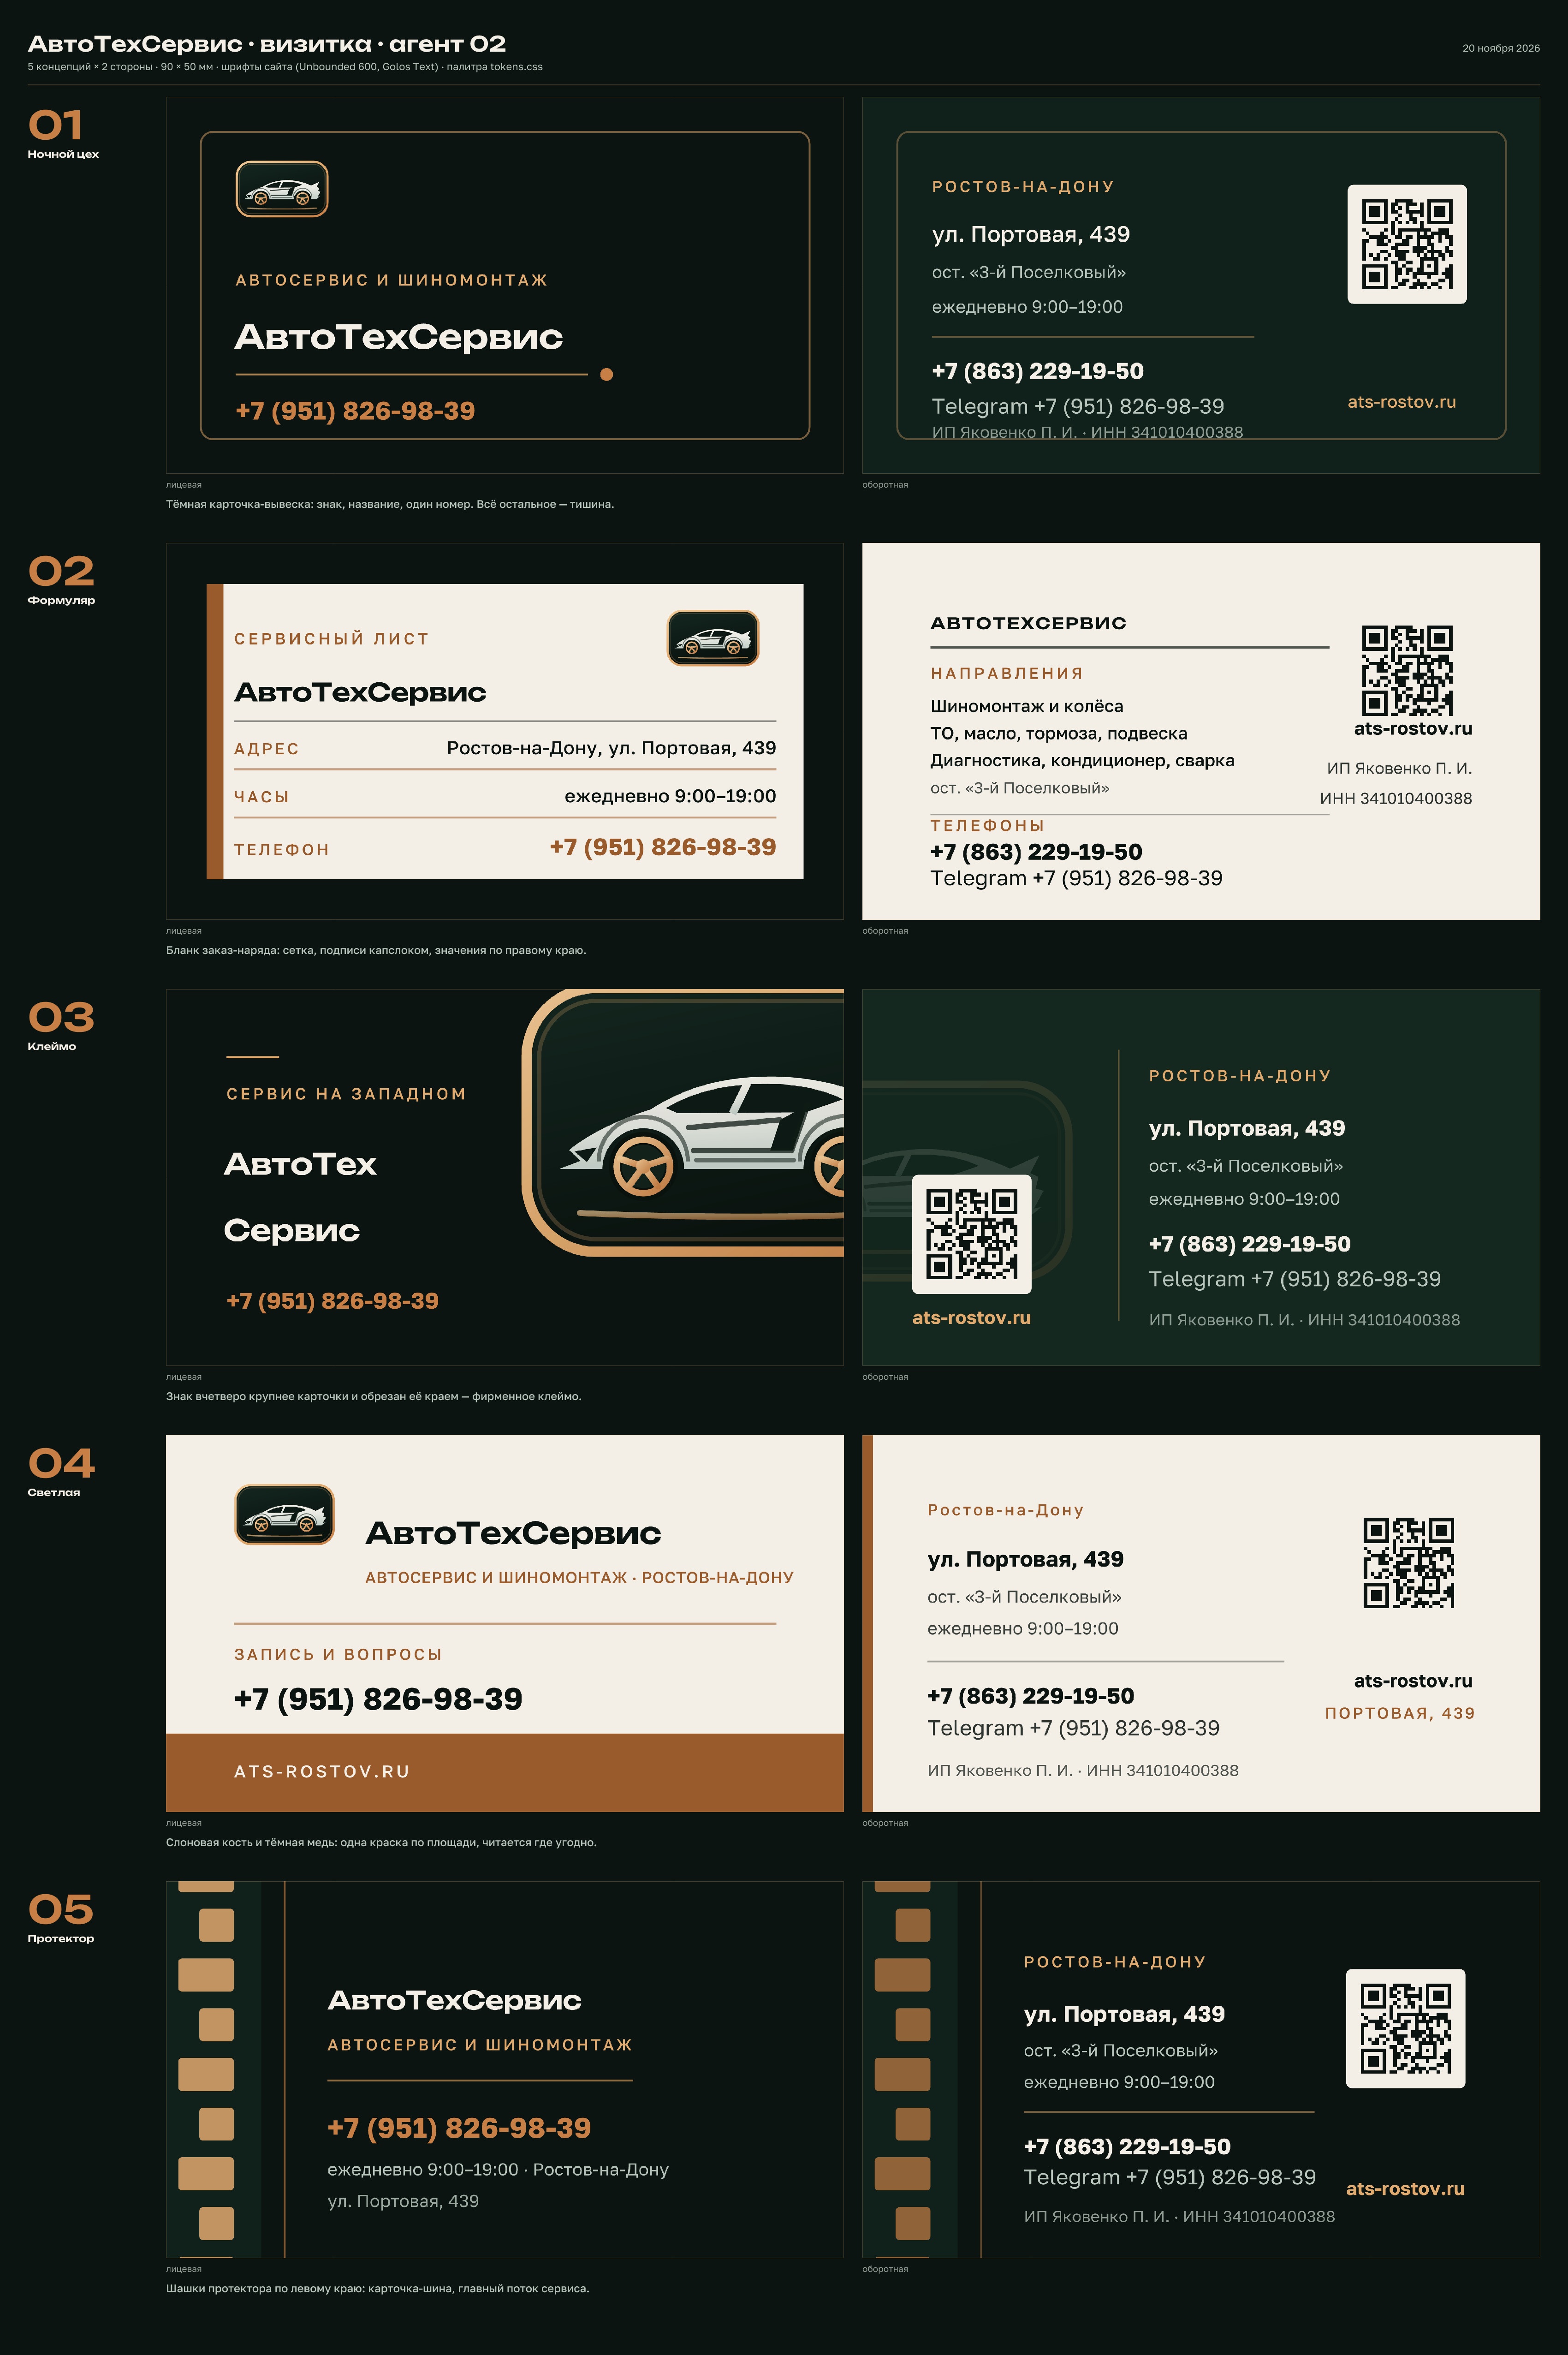 АвтоТехСервис · визитка · агент 02
5 концепций × 2 стороны · 90 × 50 мм · шрифты сайта (Unbounded 600, Golos Text) · палитра tokens.css
20 ноября 2026
01
Ночной цех
АВТОСЕРВИС И ШИНОМОНТАЖ
АвтоТехСервис
+7 (951) 826-98-39
лицевая
Тёмная карточка-вывеска: знак, название, один номер. Всё остальное — тишина.
РОСТОВ-НА-ДОНУ
ул. Портовая, 439
ост. «3-й Поселковый»
ежедневно 9:00–19:00
+7 (863) 229-19-50
Telegram +7 (951) 826-98-39
ИП Яковенко П. И. · ИНН 341010400388
ats-rostov.ru
оборотная
02
Формуляр
СЕРВИСНЫЙ ЛИСТ
АвтоТехСервис
АДРЕС Ростов-на-Дону, ул. Портовая, 439
ЧАСЫ ежедневно 9:00–19:00
ТЕЛЕФОН +7 (951) 826-98-39
лицевая
Бланк заказ-наряда: сетка, подписи капслоком, значения по правому краю.
АВТОТЕХСЕРВИС
НАПРАВЛЕНИЯ
Шиномонтаж и колёса
ТО, масло, тормоза, подвеска
Диагностика, кондиционер, сварка
ост. «3-й Поселковый»
ТЕЛЕФОНЫ
+7 (863) 229-19-50
Telegram +7 (951) 826-98-39
ats-rostov.ru
ИП Яковенко П. И.
ИНН 341010400388
оборотная
03
Клеймо
СЕРВИС НА ЗАПАДНОМ
АвтоТех
Сервис
+7 (951) 826-98-39
лицевая
Знак вчетверо крупнее карточки и обрезан её краем — фирменное клеймо.
ats-rostov.ru
РОСТОВ-НА-ДОНУ
ул. Портовая, 439
ост. «3-й Поселковый»
ежедневно 9:00–19:00
+7 (863) 229-19-50
Telegram +7 (951) 826-98-39
ИП Яковенко П. И. · ИНН 341010400388
оборотная
04
Светлая
АвтоТехСервис
АВТОСЕРВИС И ШИНОМОНТАЖ · РОСТОВ-НА-ДОНУ
ЗАПИСЬ И ВОПРОСЫ
+7 (951) 826-98-39
ATS-ROSTOV.RU
лицевая
Слоновая кость и тёмная медь: одна краска по площади, читается где угодно.
Ростов-на-Дону
ул. Портовая, 439
ост. «3-й Поселковый»
ежедневно 9:00–19:00
+7 (863) 229-19-50
Telegram +7 (951) 826-98-39
ИП Яковенко П. И. · ИНН 341010400388
ats-rostov.ru
ПОРТОВАЯ, 439
оборотная
05
Протектор
АвтоТехСервис
АВТОСЕРВИС И ШИНОМОНТАЖ
+7 (951) 826-98-39
ежедневно 9:00–19:00 · Ростов-на-Дону
ул. Портовая, 439
лицевая
Шашки протектора по левому краю: карточка-шина, главный поток сервиса.
РОСТОВ-НА-ДОНУ
ул. Портовая, 439
ост. «3-й Поселковый»
ежедневно 9:00–19:00
+7 (863) 229-19-50
Telegram +7 (951) 826-98-39
ИП Яковенко П. И. · ИНН 341010400388
ats-rostov.ru
оборотная